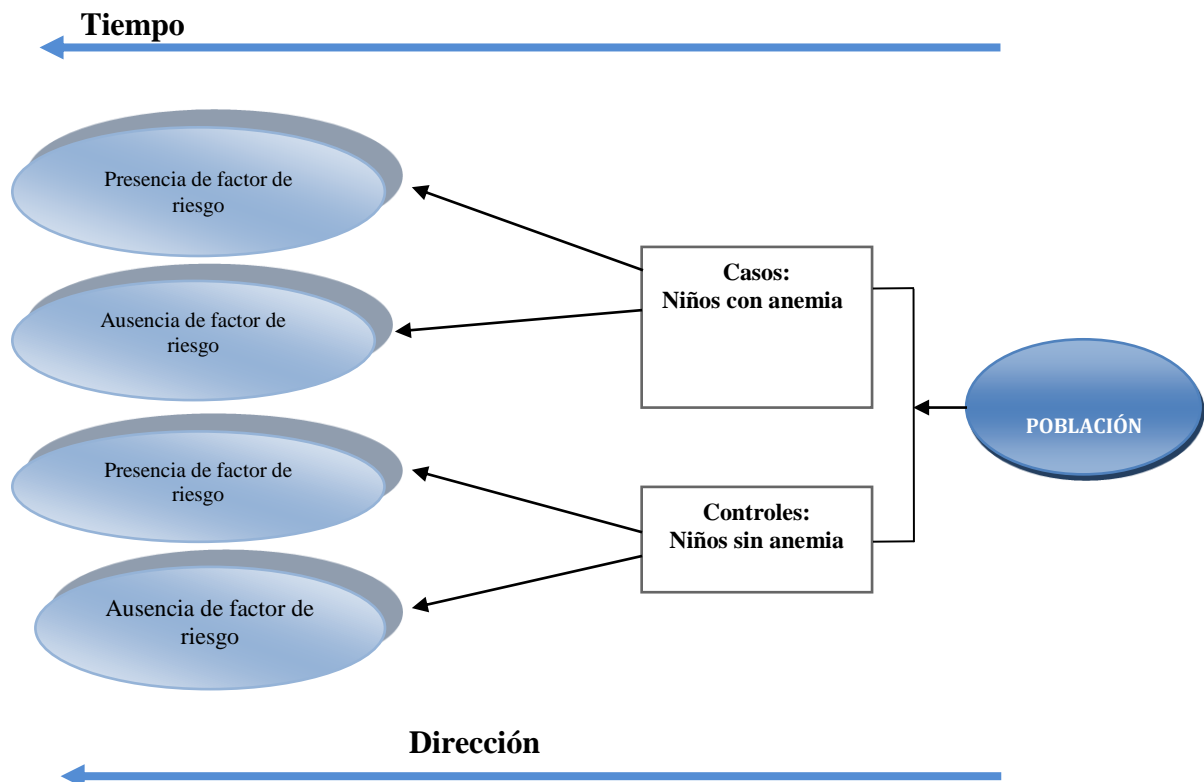 Tiempo
Presencia de factor de
riesgo
Ausencia de factor de
riesgo
Presencia de factor de
riesgo
Ausencia de factor de
riesgo
Casos:
Niños con anemia
Controles:
Niños sin anemia
POBLACIÓN
Dirección